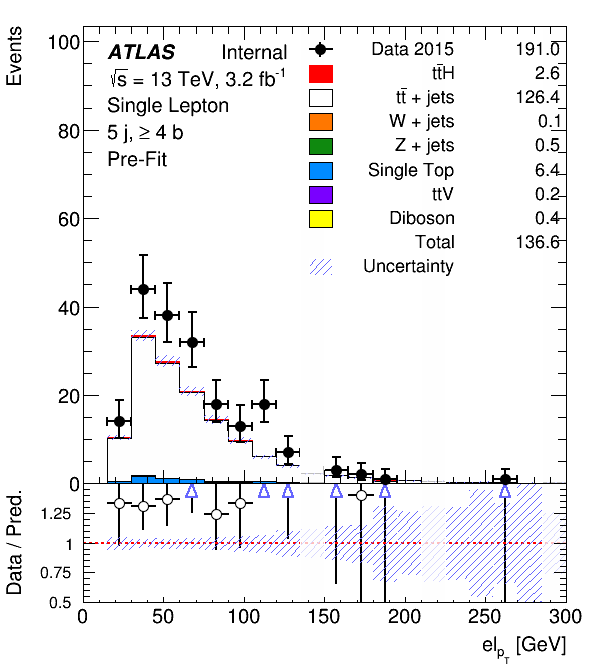 Events
100
80
60
40
20
0
ATLAS Internal
√s = 13 TeV, 3.2 fb-1
Single Lepton
5 j, ≥ 4 b
Pre-Fit
Data 2015 191.0
tt̄H 2.6
tt̄ + jets 126.4
W + jets 0.1
Z + jets 0.5
Single Top 6.4
ttV 0.2
Diboson 0.4
Total 136.6
Uncertainty
Data / Pred.
1.25
1
0.75
0.5
0 50 100 150 200 250 300
el_pT [GeV]